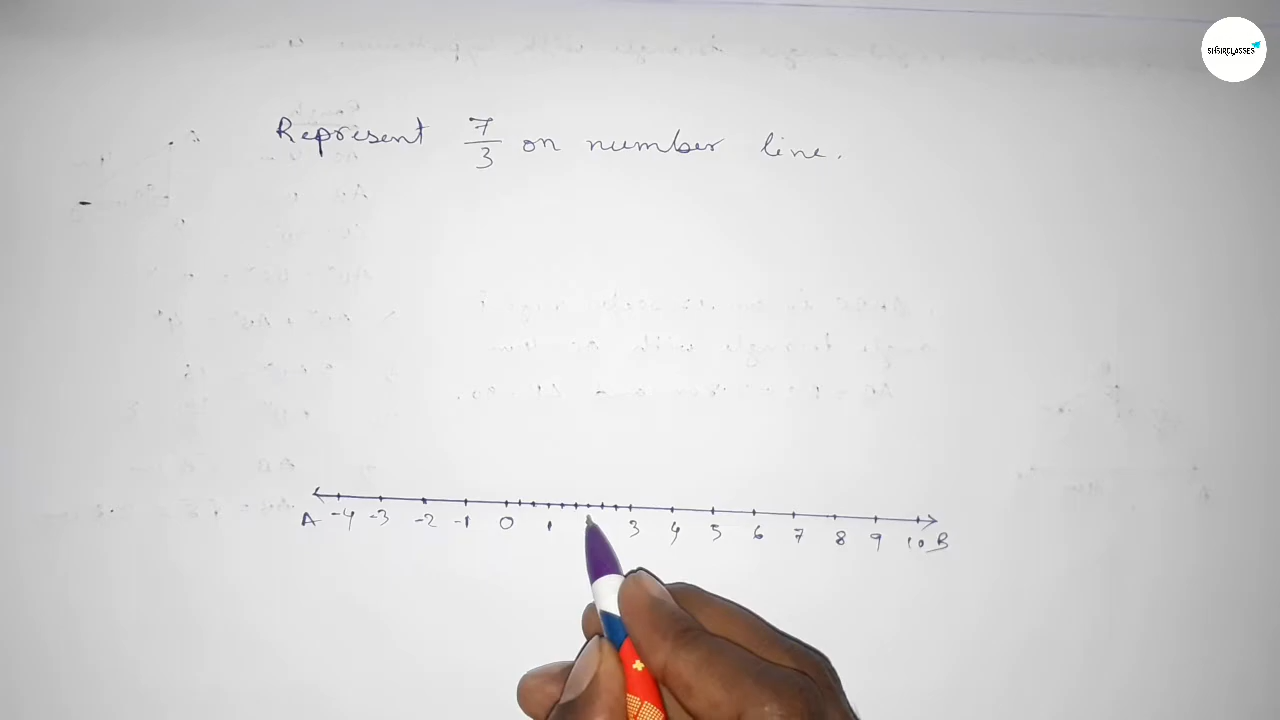 SHSIRCLASSES
Represent 7/3 on number line.
A -4 -3 -2 -1 0 1 3 4 5 6 7 8 9 10 B